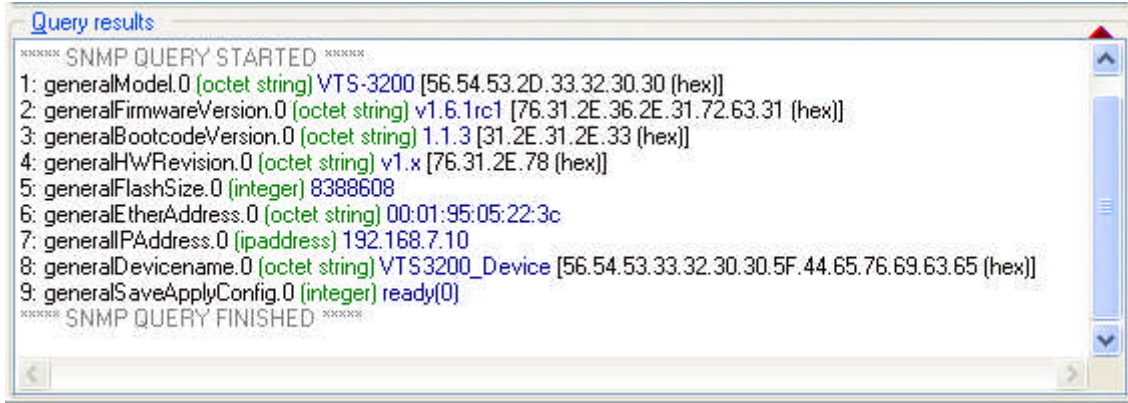 Query results
***** SNMP QUERY STARTED *****
1: generalModel.0 (octet string) VTS-3200 [56.54.53.2D.33.32.30.30 (hex)]
2: generalFirmwareVersion.0 (octet string) v1.6.1rc1 [76.31.2E.36.2E.31.72.63.31 (hex)]
3: generalBootcodeVersion.0 (octet string) 1.1.3 [31.2E.31.2E.33 (hex)]
4: generalHWRevision.0 (octet string) v1.x [76.31.2E.78 (hex)]
5: generalFlashSize.0 (integer) 8388608
6: generalEtherAddress.0 (octet string) 00:01:95:05:22:3c
7: generalIPAddress.0 (ipaddress) 192.168.7.10
8: generalDevicename.0 (octet string) VTS3200_Device [56.54.53.33.32.30.30.5F.44.65.76.69.63.65 (hex)]
9: generalSaveApplyConfig.0 (integer) ready(0)
***** SNMP QUERY FINISHED *****